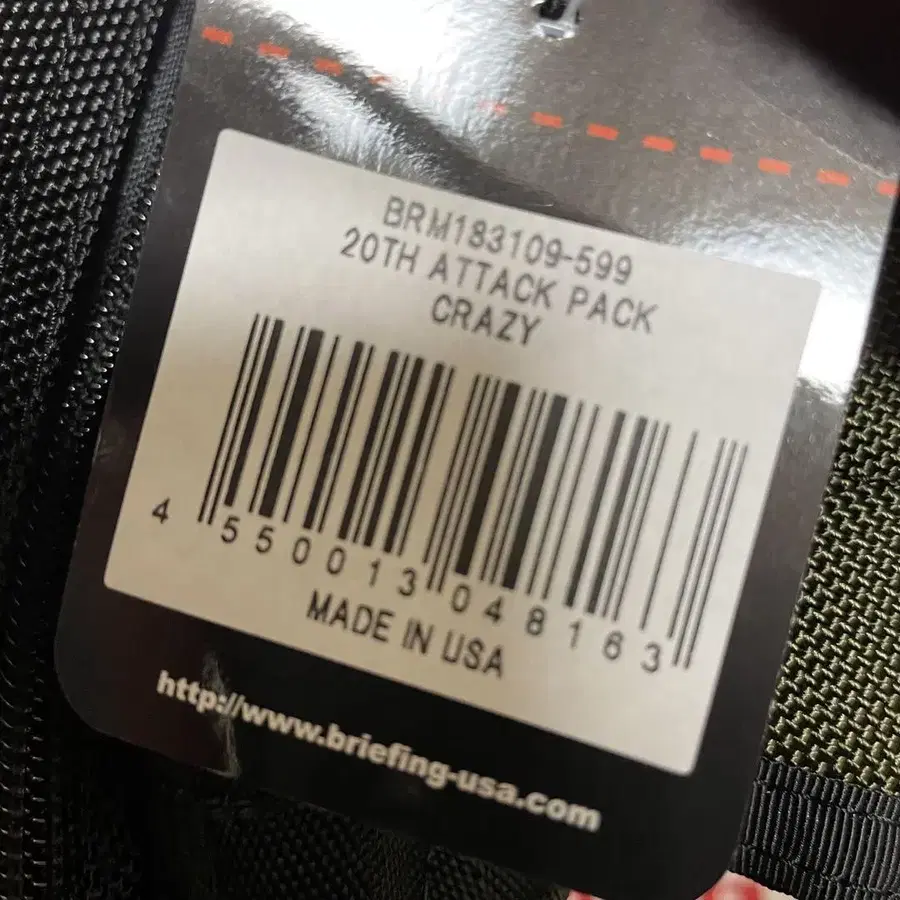 BRM183109-599
20TH ATTACK PACK
CRAZY
4 550013 048163
MADE IN USA
http://www.briefing-usa.com